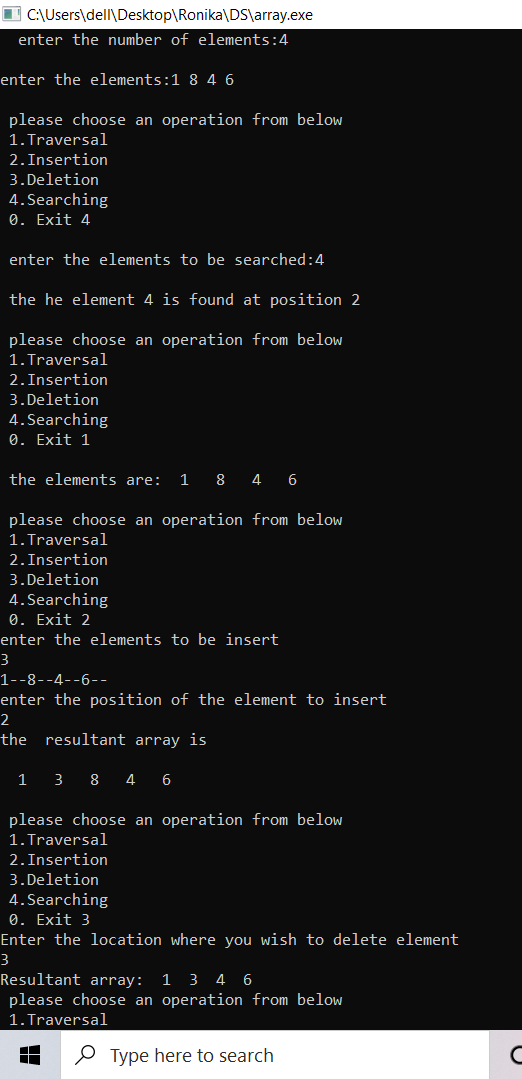 C:\Users\dell\Desktop\Ronika\DS\array.exe
enter the number of elements:4
enter the elements:1 8 4 6
please choose an operation from below
1.Traversal
2.Insertion
3.Deletion
4.Searching
0. Exit 4
enter the elements to be searched:4
the he element 4 is found at position 2
please choose an operation from below
1.Traversal
2.Insertion
3.Deletion
4.Searching
0. Exit 1
the elements are:  1   8   4   6
please choose an operation from below
1.Traversal
2.Insertion
3.Deletion
4.Searching
0. Exit 2
enter the elements to be insert
3
1--8--4--6--
enter the position of the element to insert
2
the  resultant array is
1   3   8   4   6
please choose an operation from below
1.Traversal
2.Insertion
3.Deletion
4.Searching
0. Exit 3
Enter the location where you wish to delete element
3
Resultant array:  1  3  4  6
please choose an operation from below
1.Traversal
Type here to search